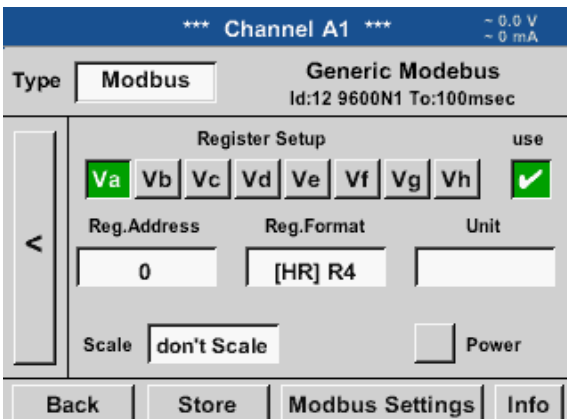 *** Channel A1 ***
~ 0.0 V
~ 0 mA
Type Modbus
Generic Modebus
Id:12 9600N1 To:100msec
Register Setup use
< Va Vb Vc Vd Ve Vf Vg Vh ✔
Reg.Address Reg.Format Unit
0 [HR] R4
Scale don't Scale Power
Back Store Modbus Settings Info